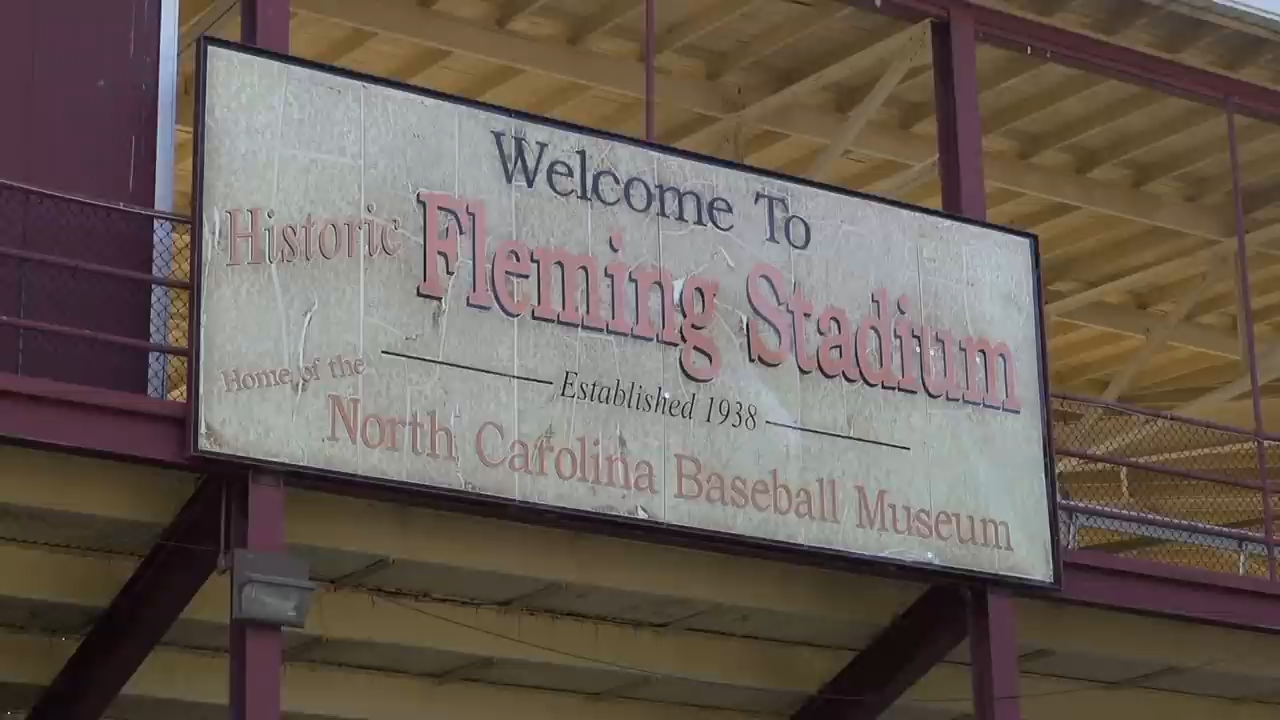 Welcome To
Historic Fleming Stadium
Established 1938
Home of the
North Carolina Baseball Museum